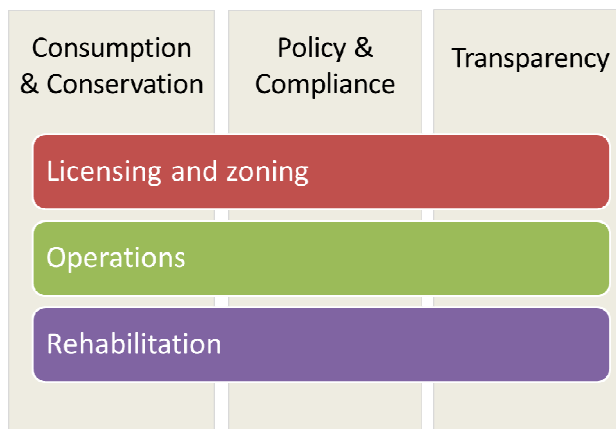 Consumption
& Conservation
Policy &
Compliance
Transparency
Licensing and zoning
Operations
Rehabilitation